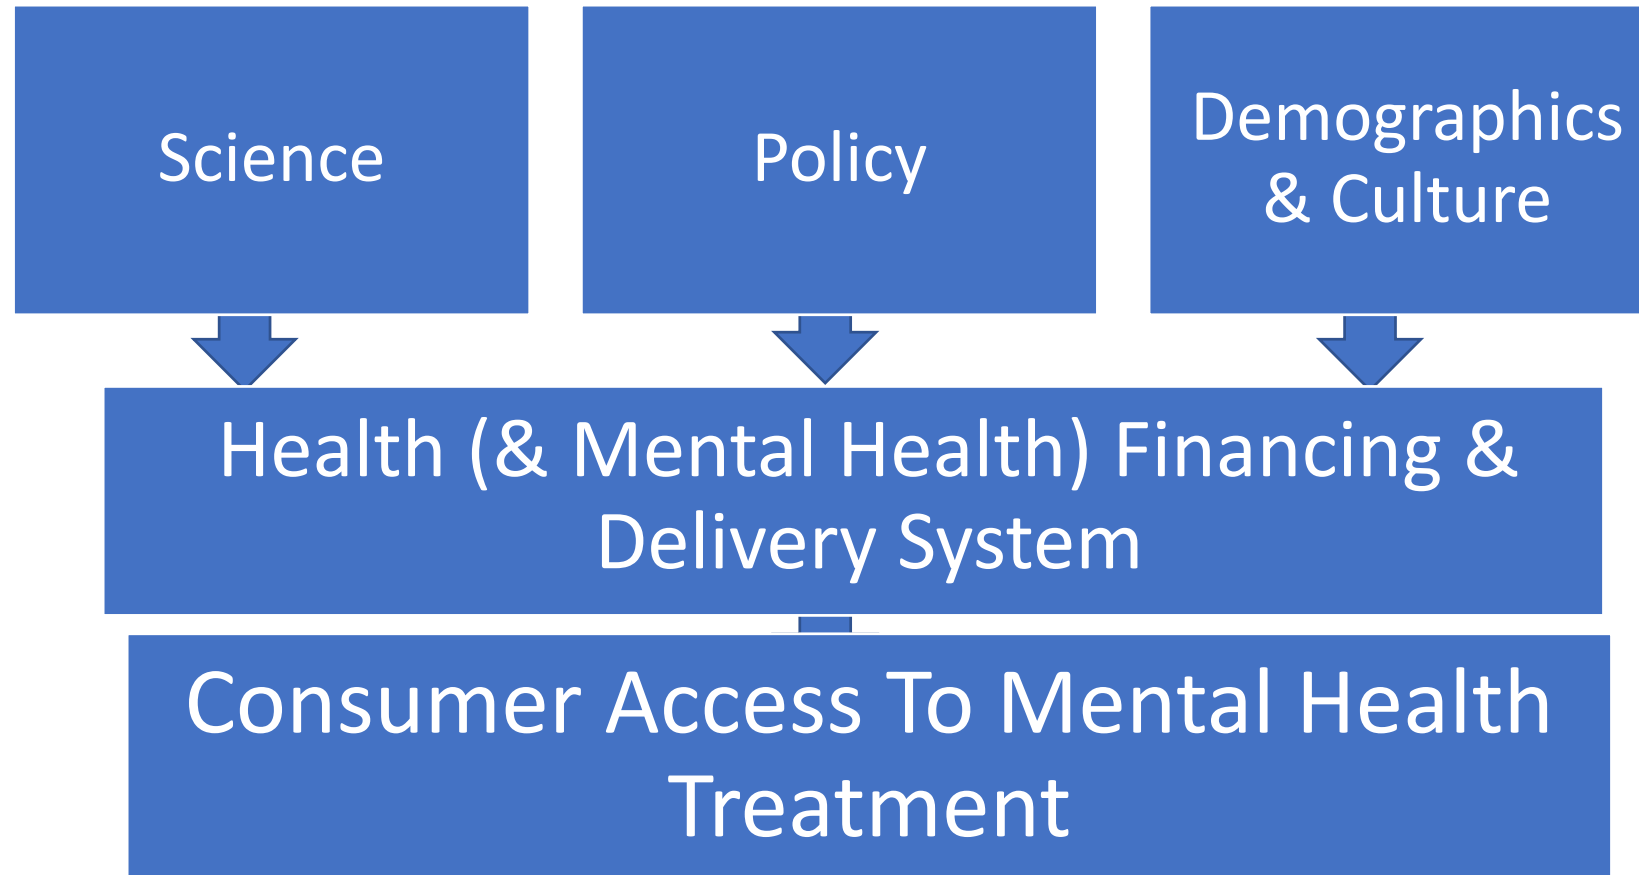 Science
Policy
Demographics
& Culture
Health (& Mental Health) Financing &
Delivery System
Consumer Access To Mental Health
Treatment